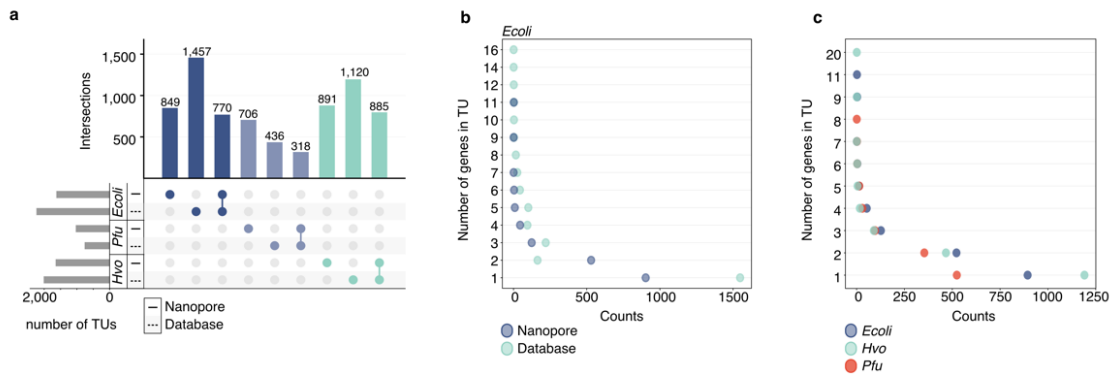 a
1,500
1,000
500
Intersections
849
1,457
770
706
436
318
891
1,120
885
Ecoli
Pfu
Hvo
2,000
0
number of TUs
Nanopore
Database
b
Ecoli
Number of genes in TU
16
14
12
11
10
9
8
7
6
5
4
3
2
1
0
500
1000
1500
Counts
Nanopore
Database
c
Number of genes in TU
20
11
9
8
7
6
5
4
3
2
1
0
250
500
750
1000
1250
Counts
Ecoli
Hvo
Pfu